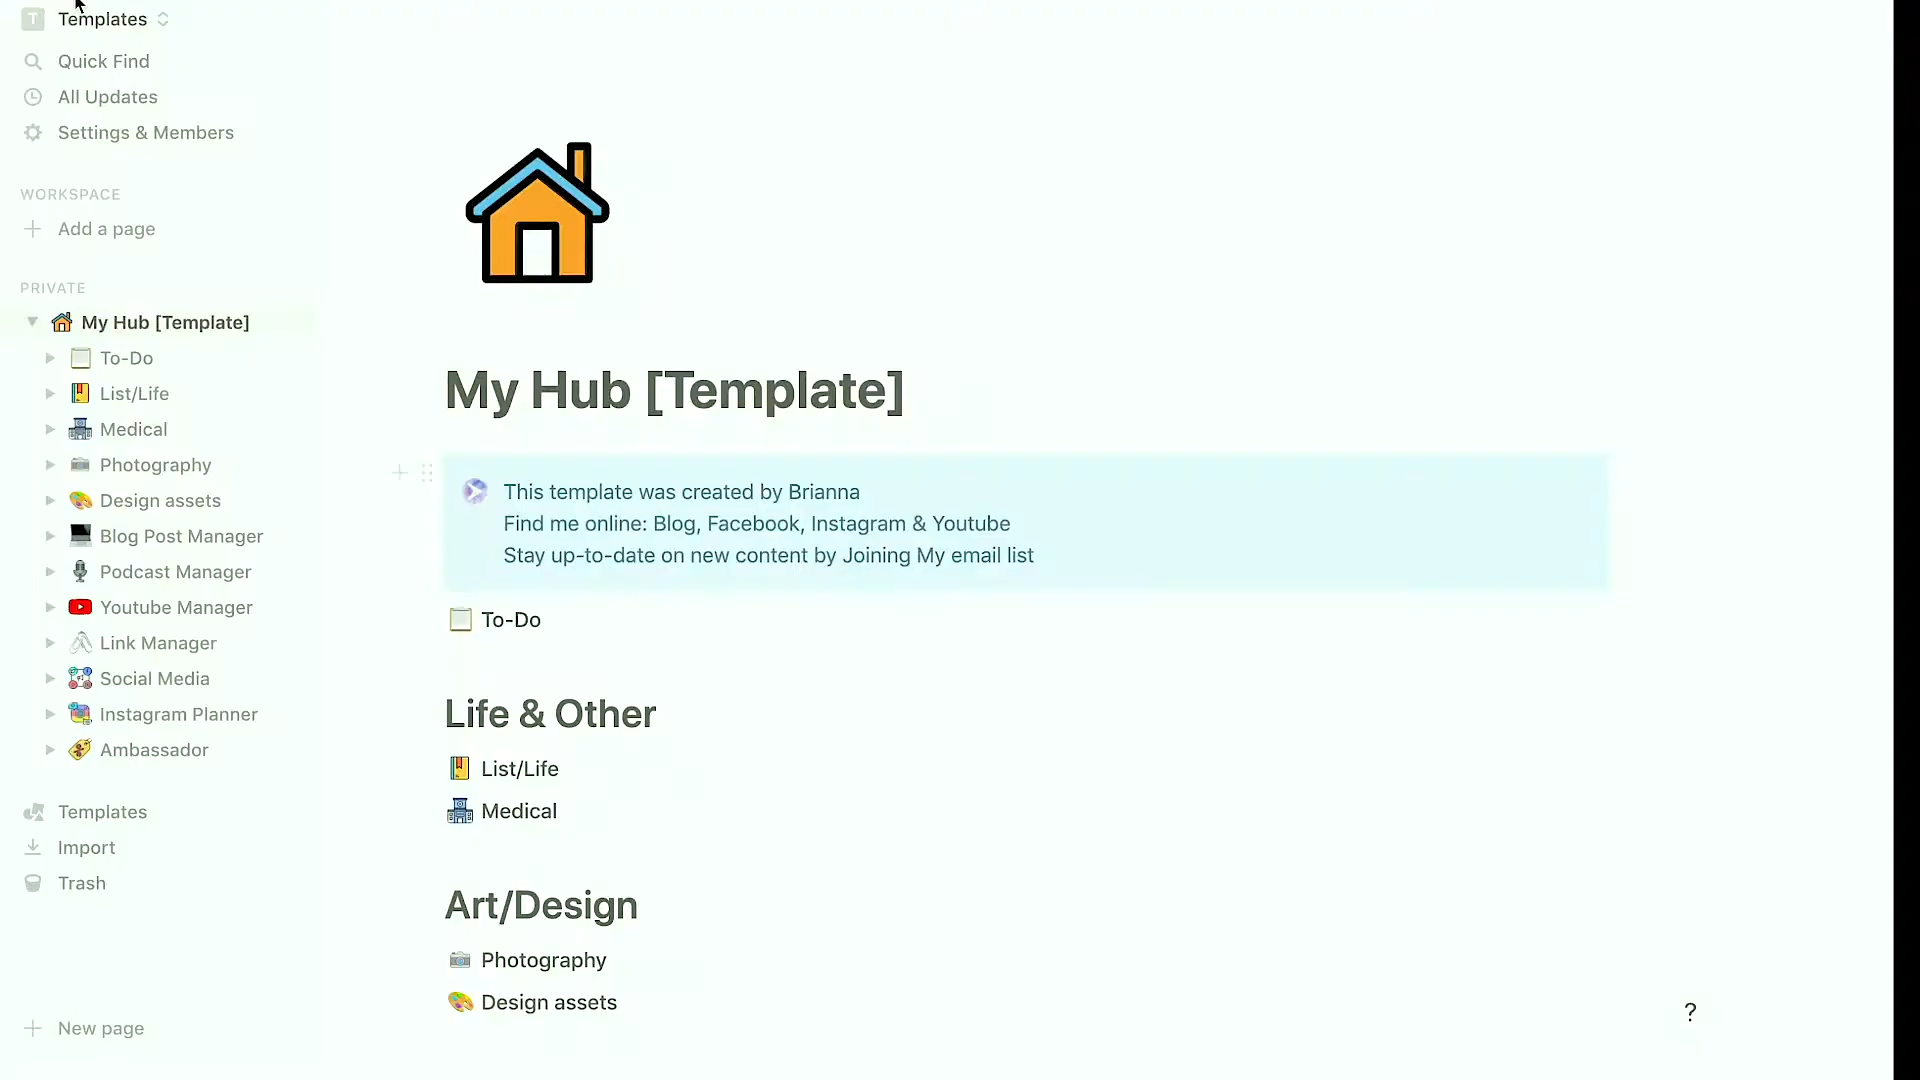 T Templates
Quick Find
All Updates
Settings & Members
WORKSPACE
Add a page
PRIVATE
My Hub [Template]
To-Do
List/Life
Medical
Photography
Design assets
Blog Post Manager
Podcast Manager
Youtube Manager
Link Manager
Social Media
Instagram Planner
Ambassador
Templates
Import
Trash
New page
My Hub [Template]
This template was created by Brianna
Find me online: Blog, Facebook, Instagram & Youtube
Stay up-to-date on new content by Joining My email list
To-Do
Life & Other
List/Life
Medical
Art/Design
Photography
Design assets
?